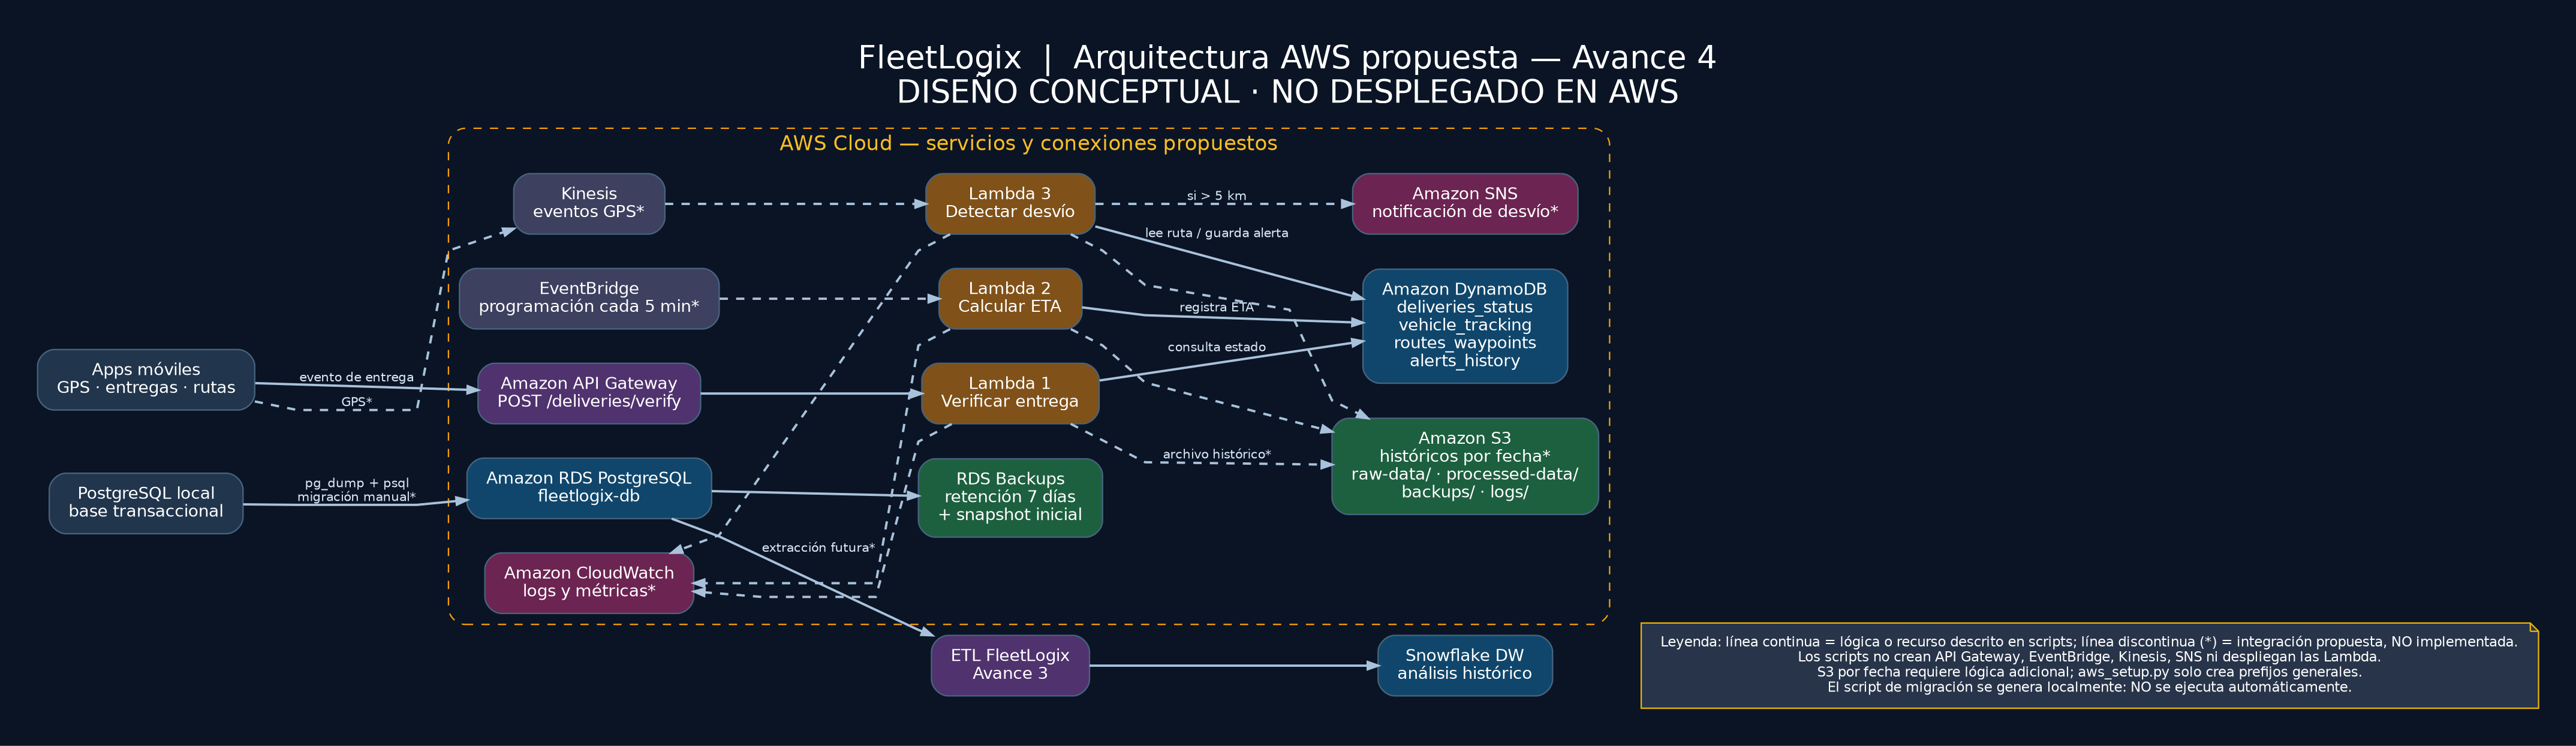 FleetLogix | Arquitectura AWS propuesta — Avance 4
DISEÑO CONCEPTUAL · NO DESPLEGADO EN AWS
AWS Cloud — servicios y conexiones propuestos
Kinesis
eventos GPS*
Lambda 3
Detectar desvío
si > 5 km
Amazon SNS
notificación de desvío*
lee ruta / guarda alerta
EventBridge
programación cada 5 min*
Lambda 2
Calcular ETA
registra ETA
Amazon DynamoDB
deliveries_status
vehicle_tracking
routes_waypoints
alerts_history
Apps móviles
GPS · entregas · rutas
evento de entrega
GPS*
Amazon API Gateway
POST /deliveries/verify
Lambda 1
Verificar entrega
consulta estado
archivo histórico*
Amazon S3
históricos por fecha*
raw-data/ · processed-data/
backups/ · logs/
PostgreSQL local
base transaccional
pg_dump + psql
migración manual*
Amazon RDS PostgreSQL
fleetlogix-db
RDS Backups
retención 7 días
+ snapshot inicial
extracción futura*
Amazon CloudWatch
logs y métricas*
ETL FleetLogix
Avance 3
Snowflake DW
análisis histórico
Leyenda: línea continua = lógica o recurso descrito en scripts; línea discontinua (*) = integración propuesta, NO implementada.
Los scripts no crean API Gateway, EventBridge, Kinesis, SNS ni despliegan las Lambda.
S3 por fecha requiere lógica adicional; aws_setup.py solo crea prefijos generales.
El script de migración se genera localmente: NO se ejecuta automáticamente.